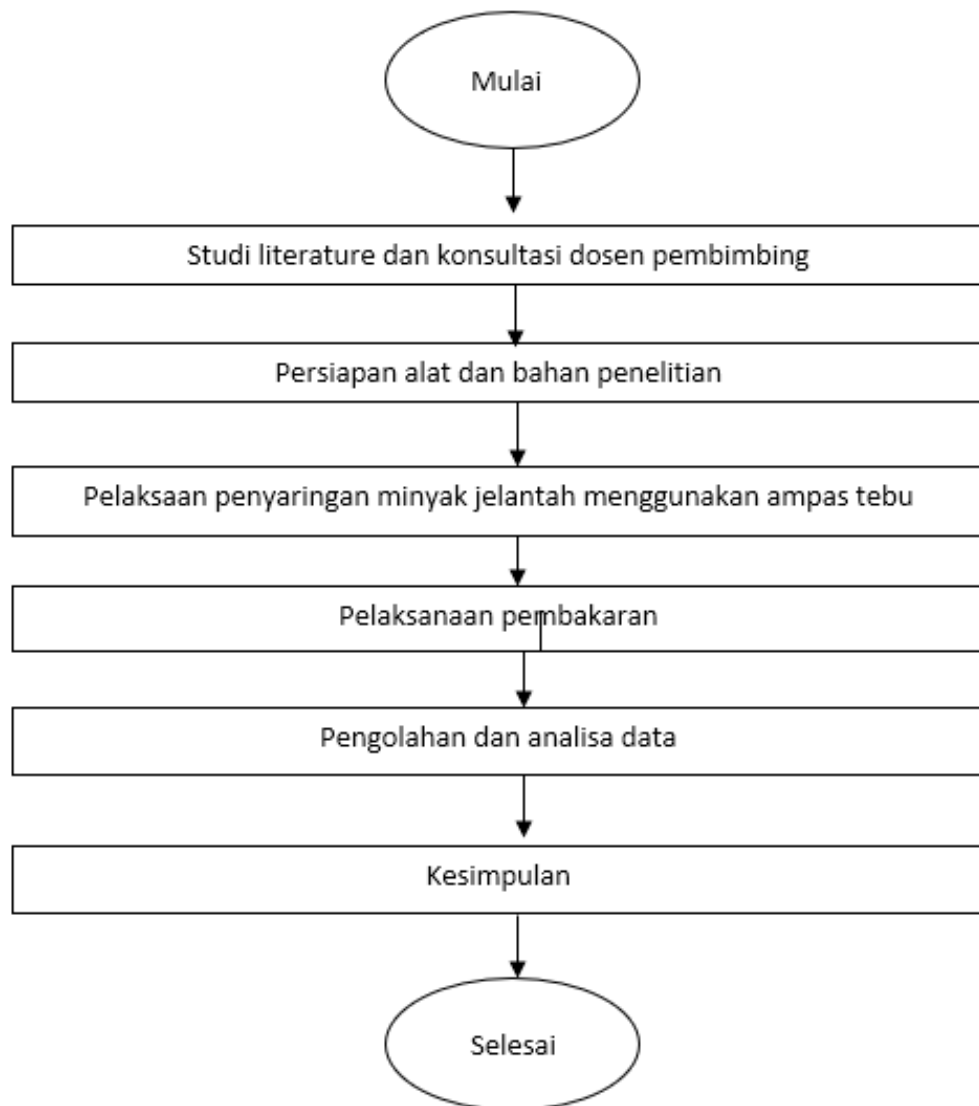 Mulai
Studi literature dan konsultasi dosen pembimbing
Persiapan alat dan bahan penelitian
Pelaksaan penyaringan minyak jelantah menggunakan ampas tebu
Pelaksanaan pembakaran
Pengolahan dan analisa data
Kesimpulan
Selesai